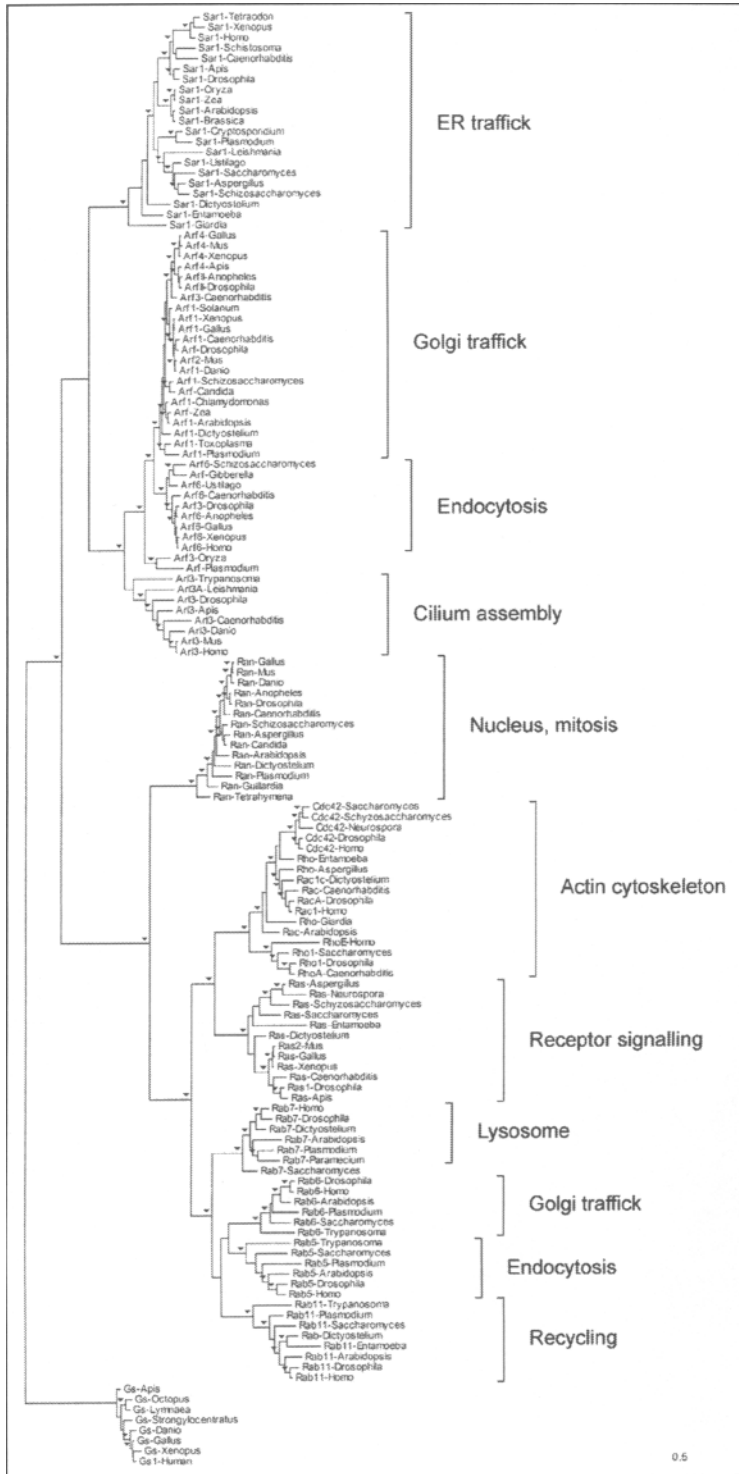 Sar1-Tetraodon
Sar1-Xenopus
Sar1-Homo
Sar1-Schistosoma
Sar1-Caenorhabditis
Sar1-Apis
Sar1-Drosophila
Sar1-Oryza
Sar1-Zea
Sar1-Arabidopsis
Sar1-Brassica
Sar1-Cryptosporidium
Sar1-Plasmodium
Sar1-Leishmania
Sar1-Ustilago
Sar1-Saccharomyces
Sar1-Aspergillus
Sar1-Schizosaccharomyces
Sar1-Dictyostelium
Sar1-Entamoeba
Sar1-Giardia
ER traffick
Arf4-Gallus
Arf4-Mus
Arf4-Xenopus
Arf4-Apis
Arf8-Anopheles
Arf8-Drosophila
Arf3-Caenorhabditis
Arf1-Solanum
Arf1-Xenopus
Arf1-Gallus
Arf1-Caenorhabditis
Arf-Drosophila
Arf2-Mus
Arf1-Danio
Arf1-Schizosaccharomyces
Arf-Candida
Arf1-Chlamydomonas
Arf-Zea
Arf1-Arabidopsis
Arf1-Dictyostelium
Arf1-Toxoplasma
Arf1-Plasmodium
Golgi traffick
Arf6-Schizosaccharomyces
Arf-Gibberella
Arf6-Ustilago
Arf6-Caenorhabditis
Arf3-Drosophila
Arf6-Anopheles
Arf6-Gallus
Arf6-Xenopus
Arf6-Homo
Endocytosis
Arf3-Oryza
Arf-Plasmodium
Arl3-Trypanosoma
Arl3A-Leishmania
Arl3-Drosophila
Arl3-Apis
Arl3-Caenorhabditis
Arl3-Danio
Arl3-Mus
Arl3-Homo
Cilium assembly
Ran-Gallus
Ran-Mus
Ran-Danio
Ran-Anopheles
Ran-Drosophila
Ran-Caenorhabditis
Ran-Schizosaccharomyces
Ran-Aspergillus
Ran-Candida
Ran-Arabidopsis
Ran-Dictyostelium
Ran-Plasmodium
Ran-Guillardia
Ran-Tetrahymena
Nucleus, mitosis
Cdc42-Saccharomyces
Cdc42-Schyzosaccharomyces
Cdc42-Neurospora
Cdc42-Drosophila
Cdc42-Homo
Rho-Entamoeba
Rho-Aspergillus
Rac1c-Dictyostelium
Rac-Caenorhabditis
RacA-Drosophila
Rac1-Homo
Rho-Giardia
Rac-Arabidopsis
RhoE-Homo
Rho1-Saccharomyces
Rho1-Drosophila
RhoA-Caenorhabditis
Actin cytoskeleton
Ras-Aspergillus
Ras-Neurospora
Ras-Schyzosaccharomyces
Ras-Saccharomyces
Ras-Entamoeba
Ras-Dictyostelium
Ras2-Mus
Ras-Gallus
Ras-Xenopus
Ras-Caenorhabditis
Ras1-Drosophila
Ras-Apis
Receptor signalling
Rab7-Homo
Rab7-Drosophila
Rab7-Dictyostelium
Rab7-Arabidopsis
Rab7-Plasmodium
Rab7-Paramecium
Rab7-Saccharomyces
Lysosome
Rab6-Drosophila
Rab6-Homo
Rab6-Arabidopsis
Rab6-Plasmodium
Rab6-Saccharomyces
Rab6-Trypanosoma
Golgi traffick
Rab5-Trypanosoma
Rab5-Saccharomyces
Rab5-Plasmodium
Rab5-Arabidopsis
Rab5-Drosophila
Rab5-Homo
Endocytosis
Rab11-Trypanosoma
Rab11-Plasmodium
Rab11-Saccharomyces
Rab-Dictyostelium
Rab11-Entamoeba
Rab11-Arabidopsis
Rab11-Drosophila
Rab11-Homo
Recycling
Gs-Apis
Gs-Octopus
Gs-Lymnaea
Gs-Strongylocentratus
Gs-Danio
Gs-Gallus
Gs-Xenopus
Gs1-Human
0.5